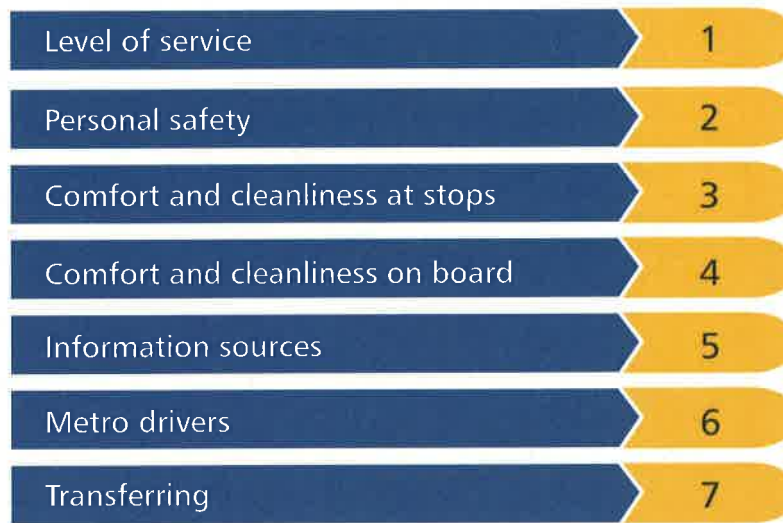 Level of service 1
Personal safety 2
Comfort and cleanliness at stops 3
Comfort and cleanliness on board 4
Information sources 5
Metro drivers 6
Transferring 7